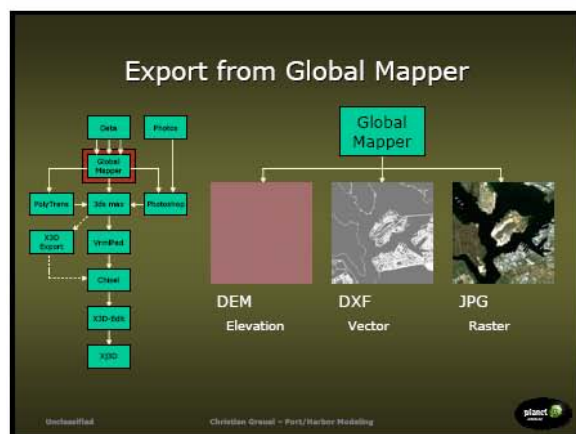 Export from Global Mapper
Data
Photos
Global Mapper
PolyTrans
3ds max
Photoshop
X3D Export
VrmlPad
Chisel
X3D-Edit
Xj3D
Global Mapper
DEM
Elevation
DXF
Vector
JPG
Raster
Unclassified
Christian Greuel – Port/Harbor Modeling
planet